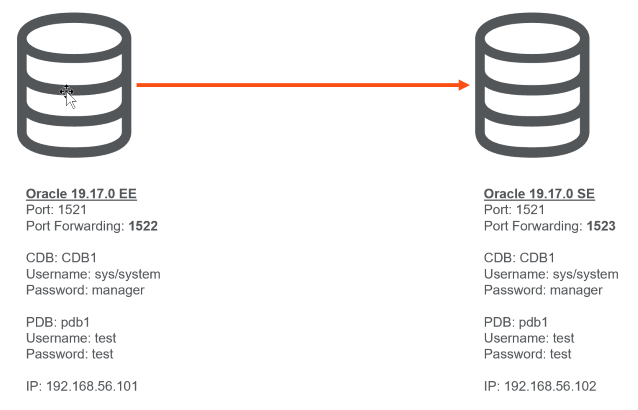 Oracle 19.17.0 EE
Port: 1521
Port Forwarding: 1522
CDB: CDB1
Username: sys/system
Password: manager
PDB: pdb1
Username: test
Password: test
IP: 192.168.56.101
Oracle 19.17.0 SE
Port: 1521
Port Forwarding: 1523
CDB: CDB1
Username: sys/system
Password: manager
PDB: pdb1
Username: test
Password: test
IP: 192.168.56.102